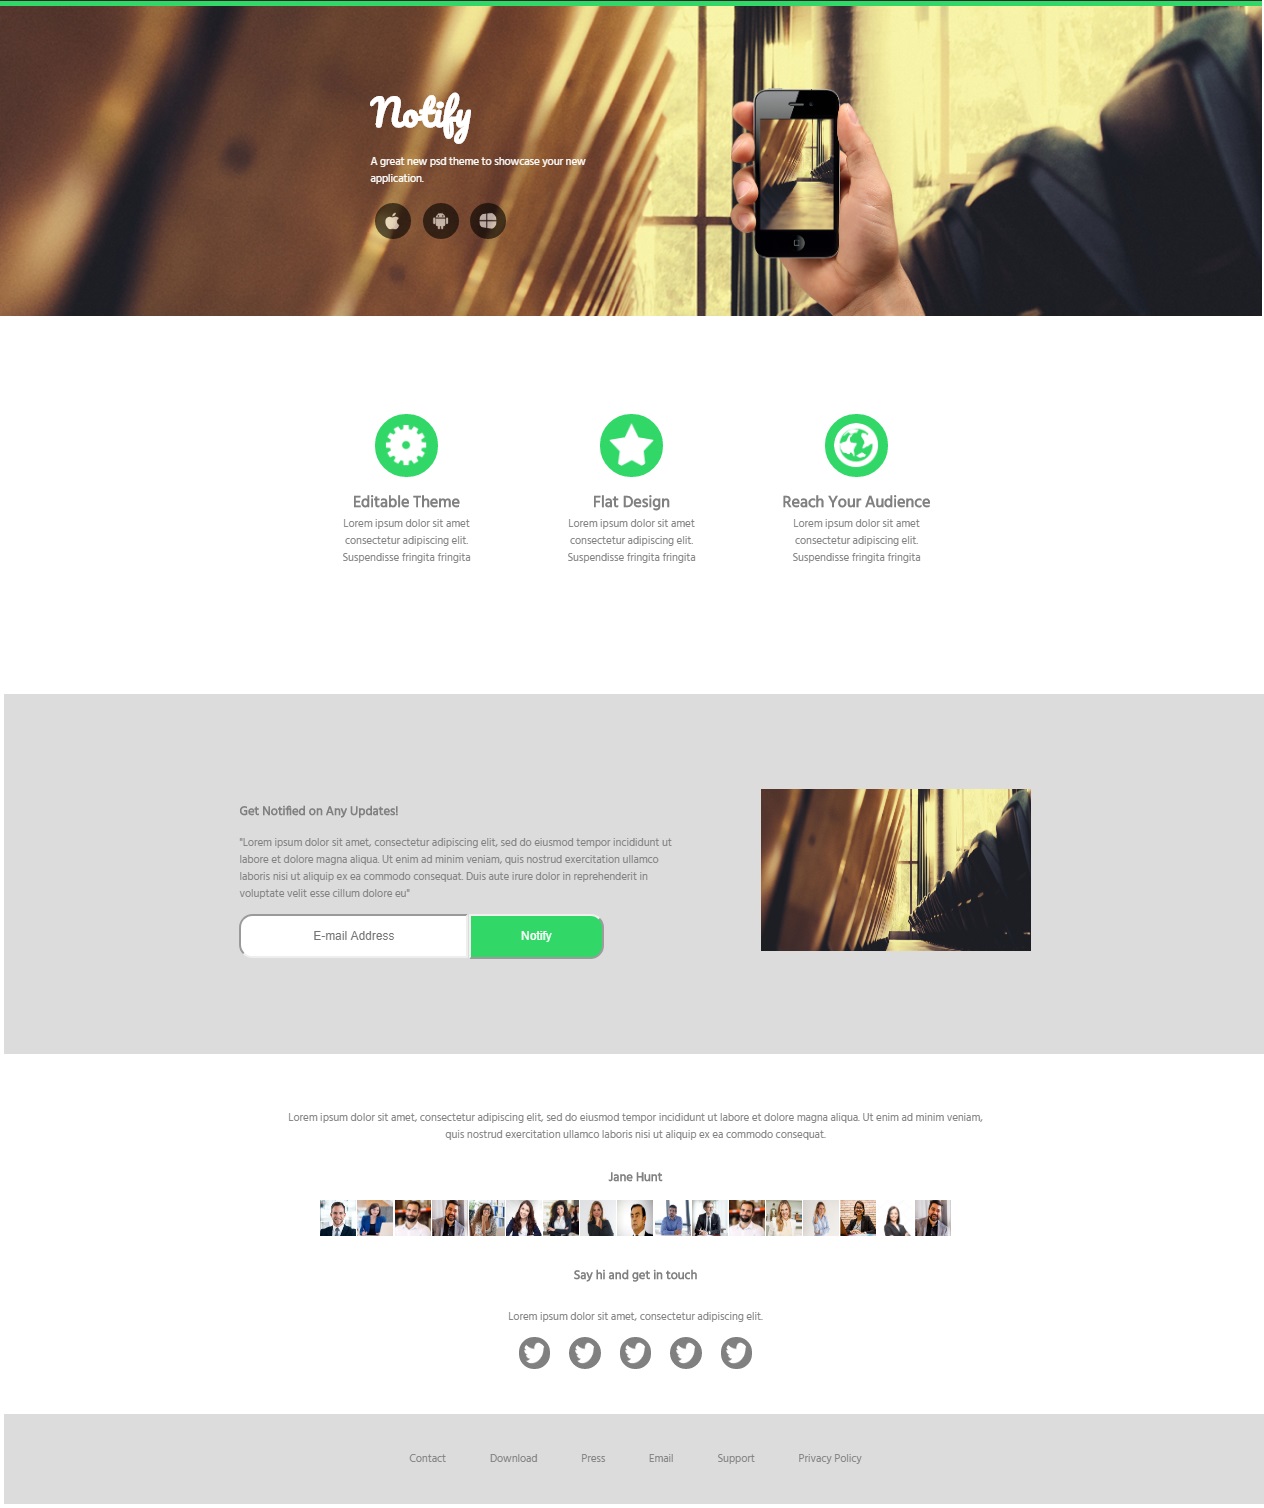 Notify
A great new psd theme to showcase your new
application.
Editable Theme
Lorem ipsum dolor sit amet
consectetur adipiscing elit.
Suspendisse fringita fringita
Flat Design
Lorem ipsum dolor sit amet
consectetur adipiscing elit.
Suspendisse fringita fringita
Reach Your Audience
Lorem ipsum dolor sit amet
consectetur adipiscing elit.
Suspendisse fringita fringita
Get Notified on Any Updates!
"Lorem ipsum dolor sit amet, consectetur adipiscing elit, sed do eiusmod tempor incididunt ut
labore et dolore magna aliqua. Ut enim ad minim veniam, quis nostrud exercitation ullamco
laboris nisi ut aliquip ex ea commodo consequat. Duis aute irure dolor in reprehenderit in
voluptate velit esse cillum dolore eu"
E-mail Address
Notify
Lorem ipsum dolor sit amet, consectetur adipiscing elit, sed do eiusmod tempor incididunt ut labore et dolore magna aliqua. Ut enim ad minim veniam,
quis nostrud exercitation ullamco laboris nisi ut aliquip ex ea commodo consequat.
Jane Hunt
Say hi and get in touch
Lorem ipsum dolor sit amet, consectetur adipiscing elit.
Contact Download Press Email Support Privacy Policy